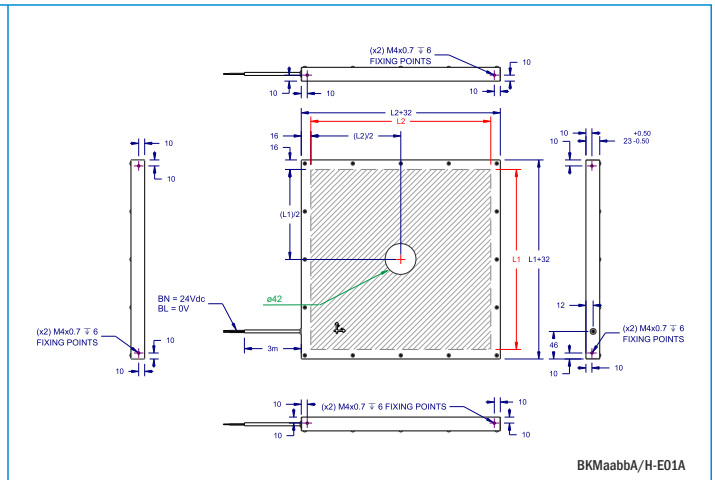 (x2) M4x0.7 ↧ 6
FIXING POINTS
10
10
10
10
L2+32
L2
16
(L2)/2
16
10
10
10
10
+0.50
23 -0.50
(L1)/2
L1
L1+32
BN = 24Vdc
BL = 0V
ø42
12
3m
46
(x2) M4x0.7 ↧ 6
FIXING POINTS
10
10
(x2) M4x0.7 ↧ 6
FIXING POINTS
10
10
10
10
(x2) M4x0.7 ↧ 6 FIXING POINTS
10
10
BKMaabbA/H-E01A